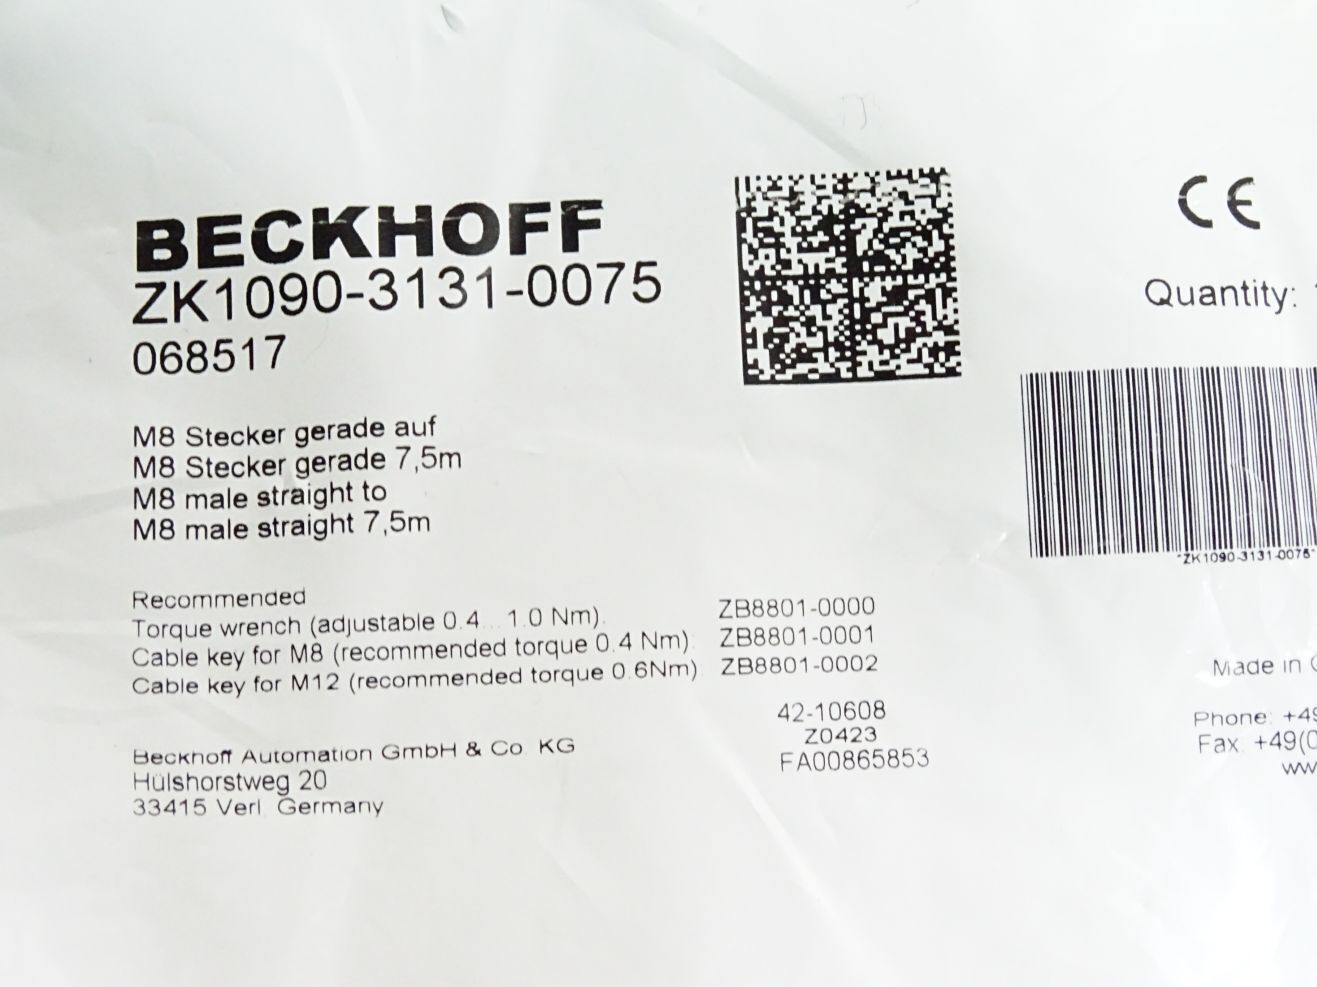 BECKHOFF
ZK1090-3131-0075
068517
M8 Stecker gerade auf
M8 Stecker gerade 7,5m
M8 male straight to
M8 male straight 7,5m
Recommended
Torque wrench (adjustable 0.4...1.0 Nm): ZB8801-0000
Cable key for M8 (recommended torque 0.4 Nm): ZB8801-0001
Cable key for M12 (recommended torque 0.6Nm) ZB8801-0002
42-10608
Z0423
FA00865853
Beckhoff Automation GmbH & Co. KG
Hülshorstweg 20
33415 Verl, Germany
CE
Quantity:
*ZK1090-3131-0075*
Made in
Phone: +49
Fax: +49(0
ww